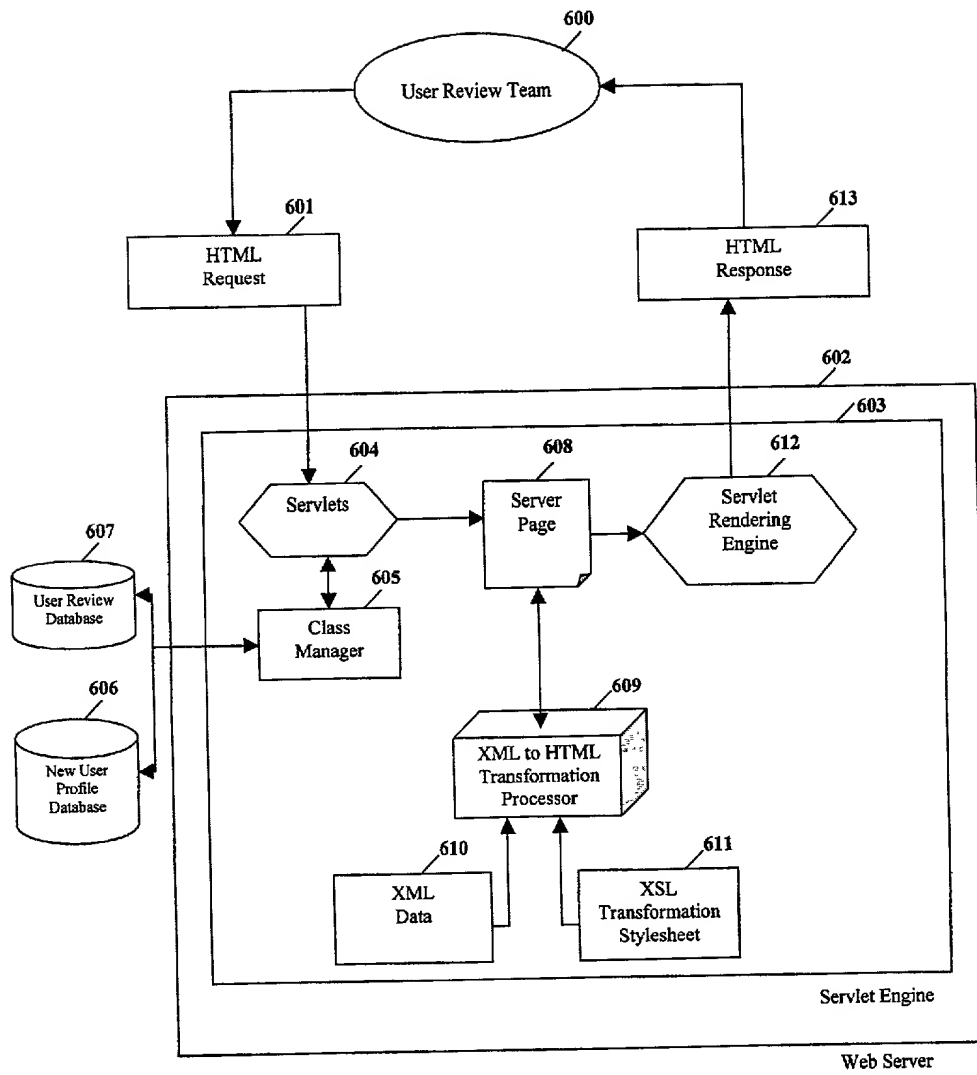 600
User Review Team
601
HTML
Request
613
HTML
Response
602
603
604
Servlets
608
Server
Page
612
Servlet
Rendering
Engine
607
User Review
Database
605
Class
Manager
606
New User
Profile
Database
609
XML to HTML
Transformation
Processor
610
XML
Data
611
XSL
Transformation
Stylesheet
Servlet Engine
Web Server